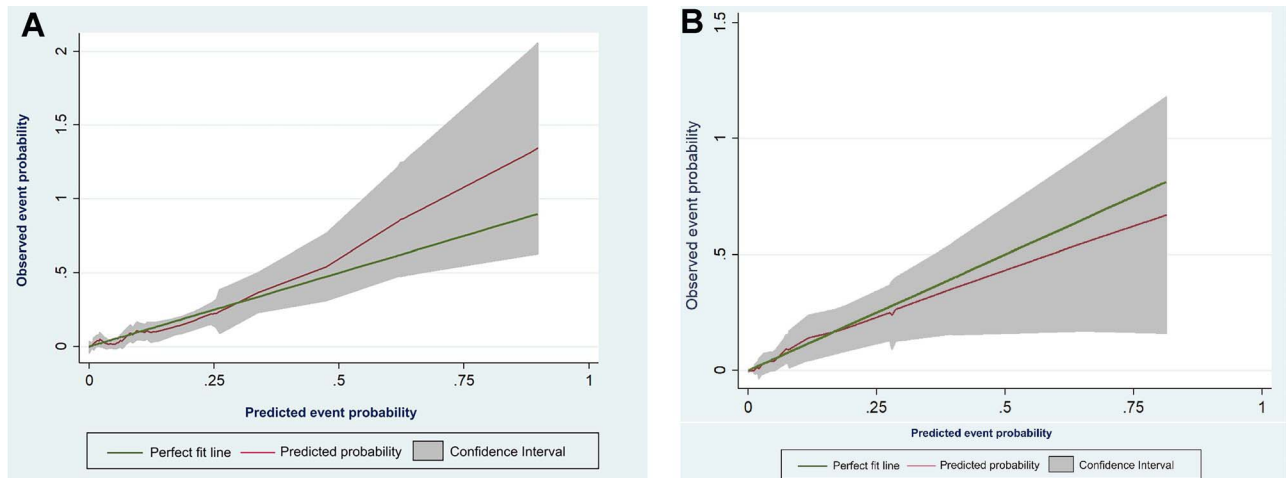 A
Observed event probability
2
1.5
1
.5
0
0 .25 .5 .75 1
Predicted event probability
Perfect fit line Predicted probability Confidence Interval
B
Observed event probability
1.5
1
.5
0
0 .25 .5 .75 1
Predicted event probability
Perfect fit line Predicted probability Confidence Interval